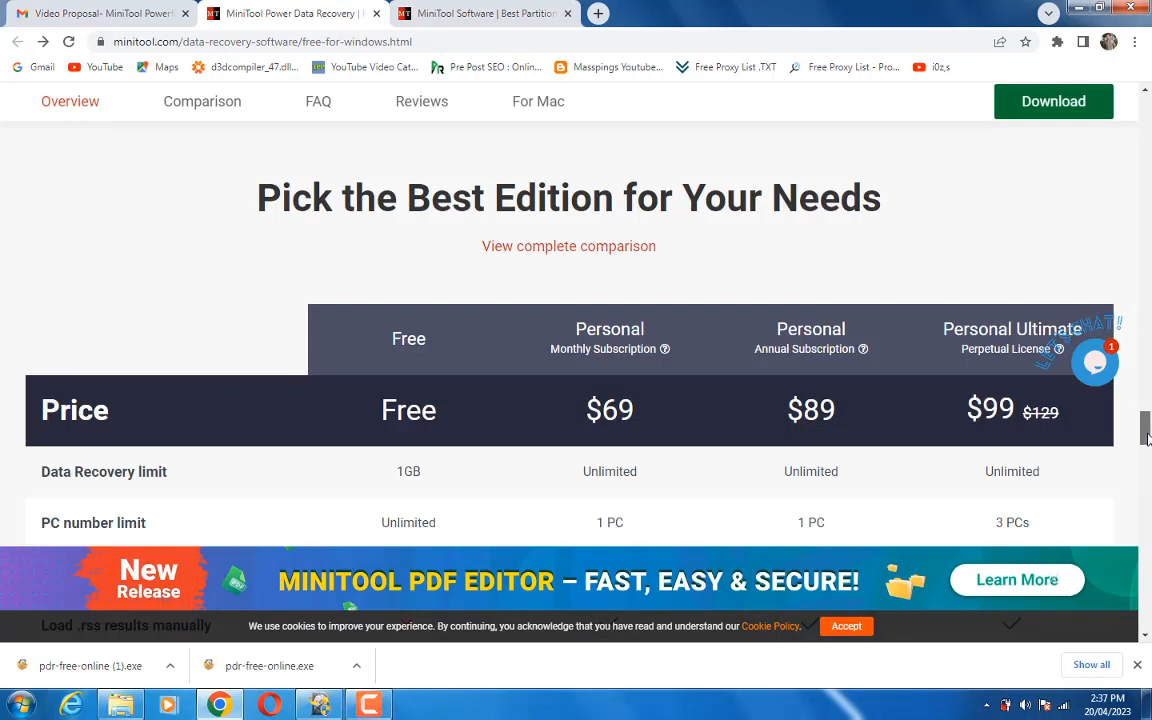 Video Proposal- MiniTool Powerf
MiniTool Power Data Recovery |
MiniTool Software | Best Partition
minitool.com/data-recovery-software/free-for-windows.html
Gmail
YouTube
Maps
d3dcompiler_47.dll...
YouTube Video Cat...
Pre Post SEO : Onlin...
Masspings Youtube...
Free Proxy List .TXT
Free Proxy List - Pro...
i0z,s
Overview
Comparison
FAQ
Reviews
For Mac
Download
Pick the Best Edition for Your Needs
View complete comparison
Free
Personal
Monthly Subscription
Personal
Annual Subscription
Personal Ultimate
Perpetual License
LET'S CHAT!
1
Price
Free
$69
$89
$99 $129
Data Recovery limit
1GB
Unlimited
Unlimited
Unlimited
PC number limit
Unlimited
1 PC
1 PC
3 PCs
New
Release
MINITOOL PDF EDITOR – FAST, EASY & SECURE!
Learn More
Load .rss results manually
We use cookies to improve your experience. By continuing, you acknowledge that you have read and understand our Cookie Policy.
Accept
pdr-free-online (1).exe
pdr-free-online.exe
Show all
2:37 PM
20/04/2023